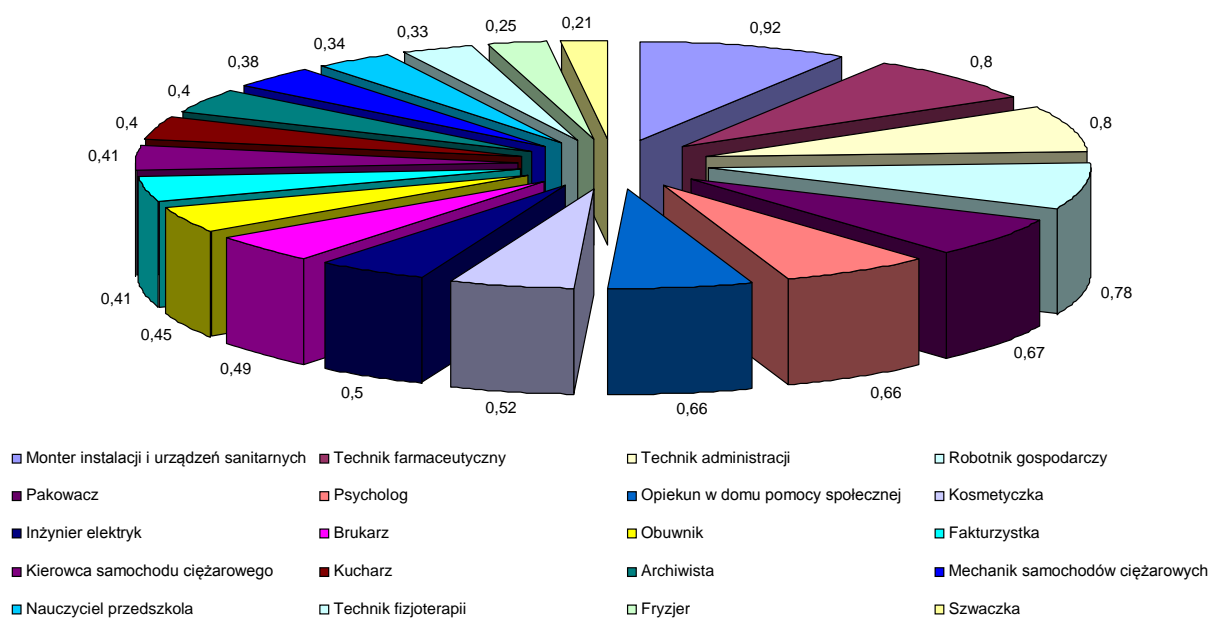 0,92
0,8
0,8
0,78
0,67
0,66
0,66
0,52
0,5
0,49
0,45
0,41
0,41
0,4
0,4
0,38
0,34
0,33
0,25
0,21
Monter instalacji i urządzeń sanitarnych
Technik farmaceutyczny
Technik administracji
Robotnik gospodarczy
Pakowacz
Psycholog
Opiekun w domu pomocy społecznej
Kosmetyczka
Inżynier elektryk
Brukarz
Obuwnik
Fakturzystka
Kierowca samochodu ciężarowego
Kucharz
Archiwista
Mechanik samochodów ciężarowych
Nauczyciel przedszkola
Technik fizjoterapii
Fryzjer
Szwaczka